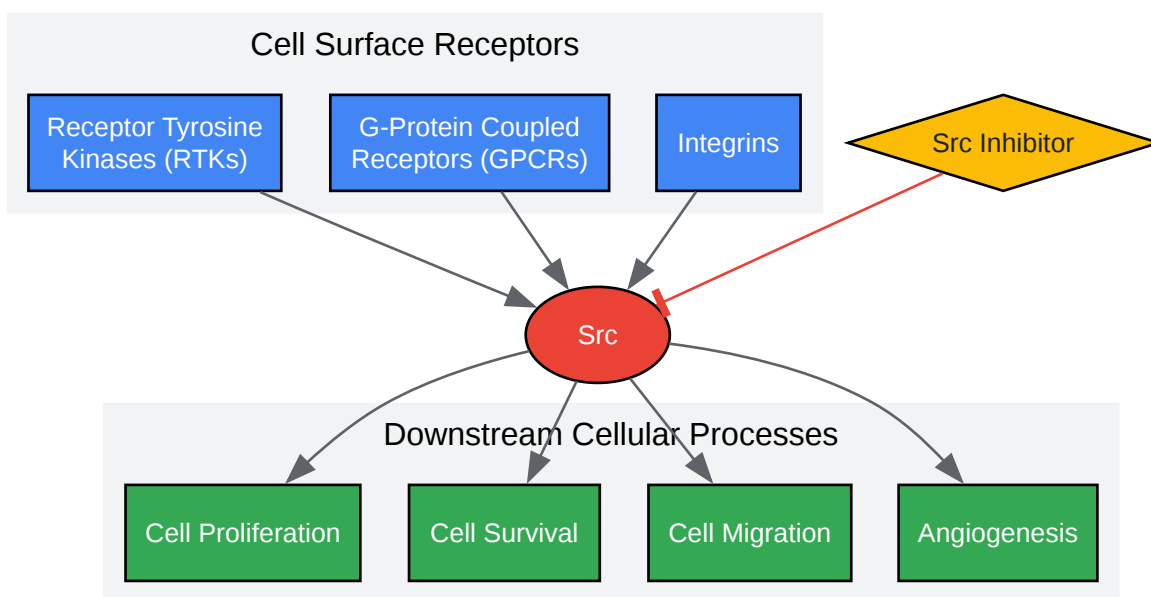 Cell Surface Receptors
Receptor Tyrosine
Kinases (RTKs)
G-Protein Coupled
Receptors (GPCRs)
Integrins
Src Inhibitor
Src
Downstream Cellular Processes
Cell Proliferation
Cell Survival
Cell Migration
Angiogenesis